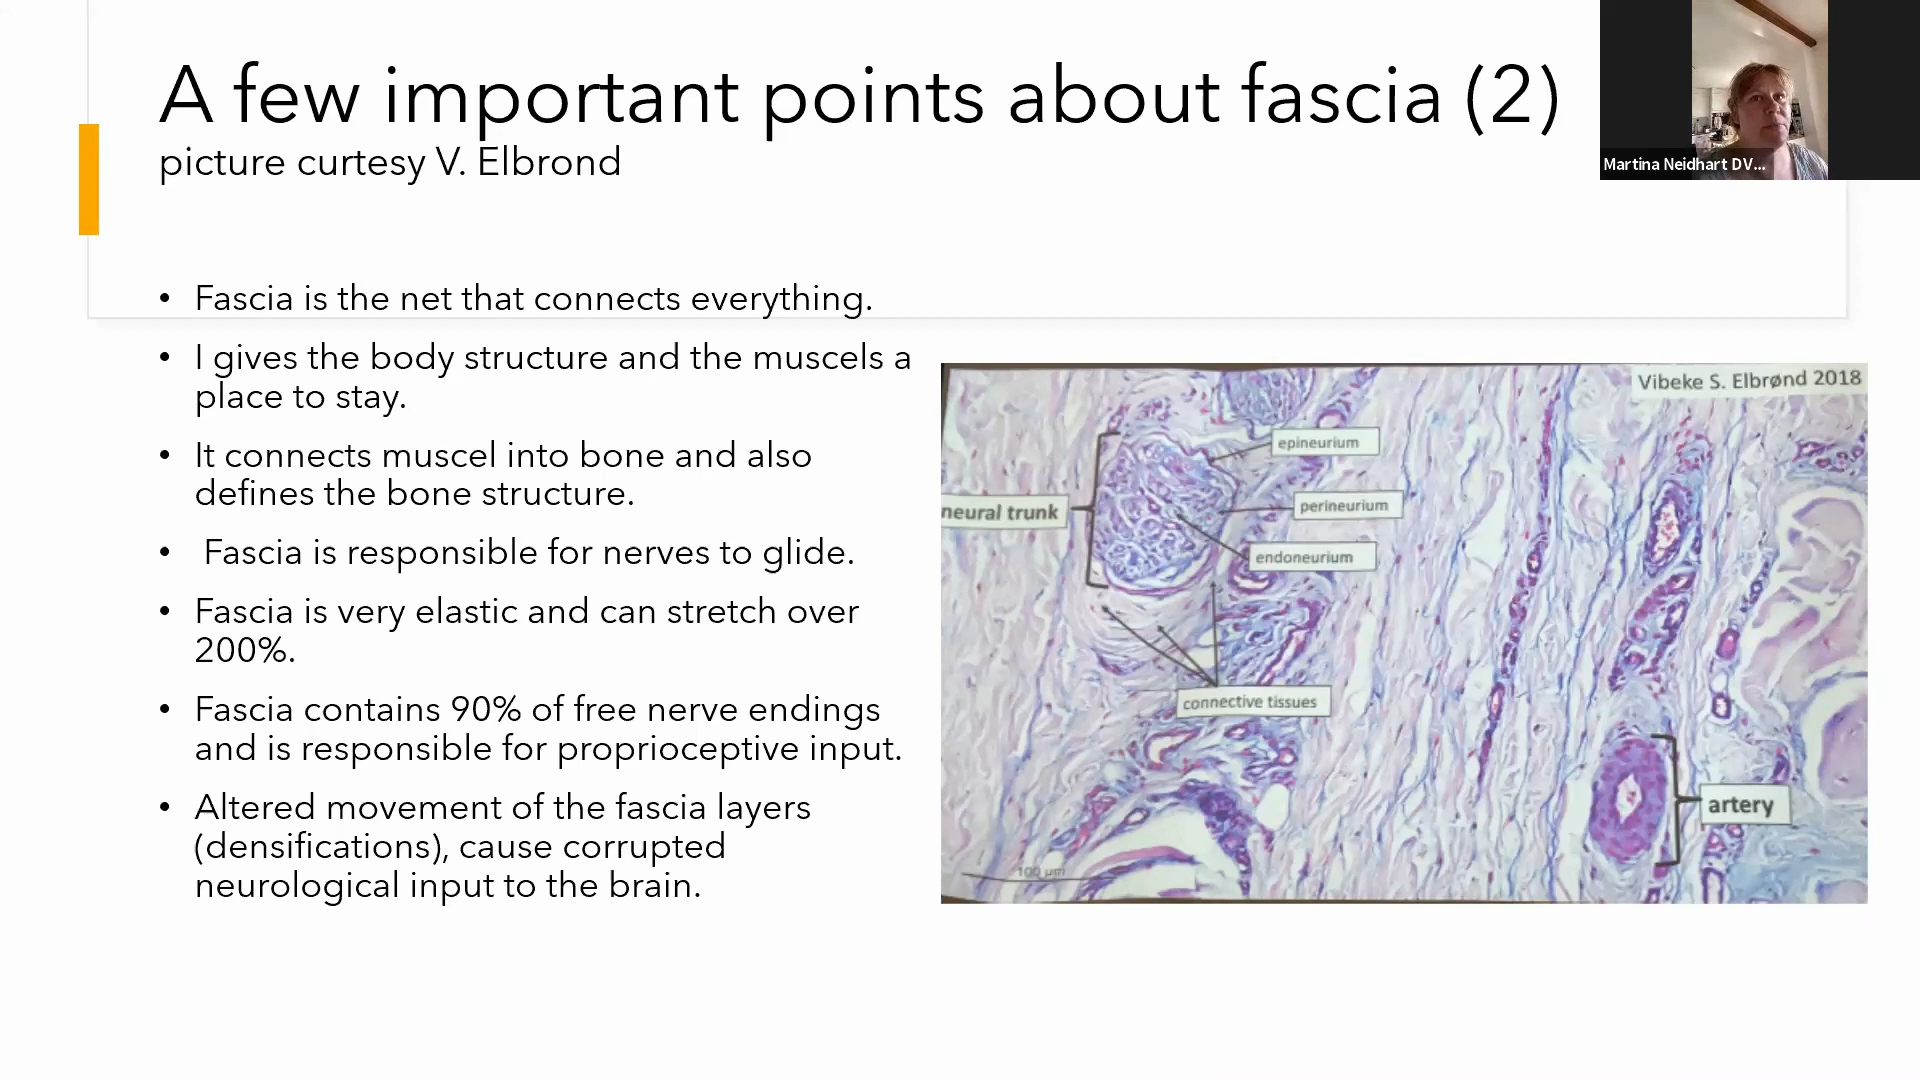 A few important points about fascia (2)
picture curtesy V. Elbrond
Martina Neidhart DV...
• Fascia is the net that connects everything.
• I gives the body structure and the muscels a
place to stay.
• It connects muscel into bone and also
defines the bone structure.
• Fascia is responsible for nerves to glide.
• Fascia is very elastic and can stretch over
200%.
• Fascia contains 90% of free nerve endings
and is responsible for proprioceptive input.
• Altered movement of the fascia layers
(densifications), cause corrupted
neurological input to the brain.
Vibeke S. Elbrønd 2018
epineurium
neural trunk
perineurium
endoneurium
connective tissues
artery
100 µm